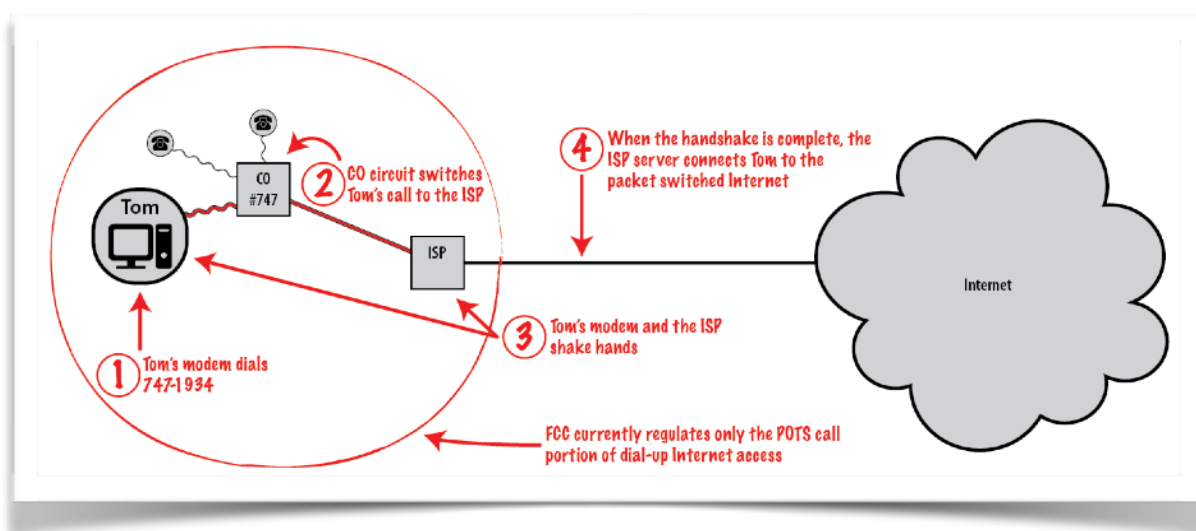 Tom
CO
#747
ISP
Internet
1
Tom's modem dials
747-1934
2
CO circuit switches
Tom's call to the ISP
3
Tom's modem and the ISP
shake hands
4
When the handshake is complete, the
ISP server connects Tom to the
packet switched Internet
FCC currently regulates only the POTS call
portion of dial-up Internet access